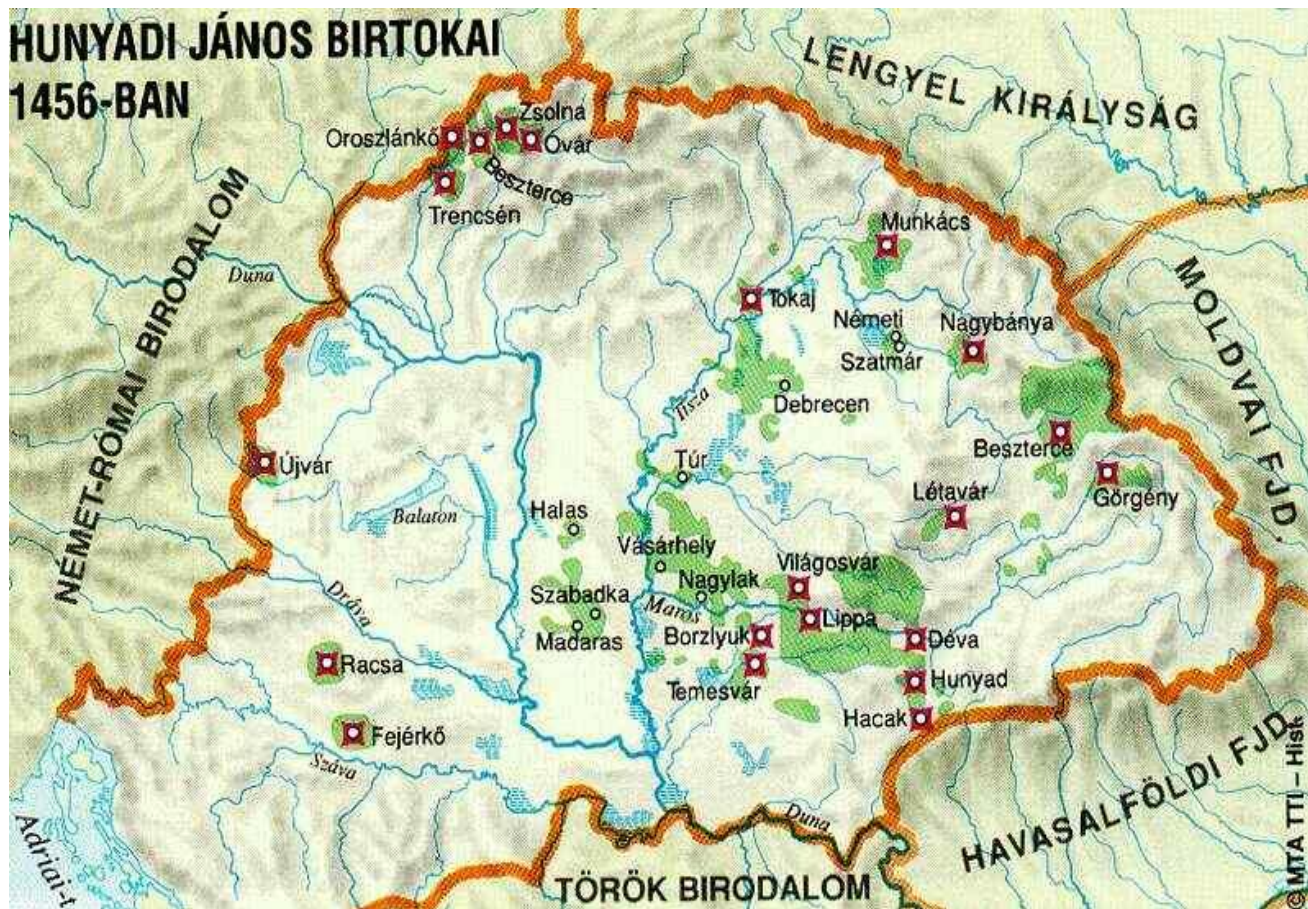 HUNYADI JÁNOS BIRTOKAI
1456-BAN
LENGYEL KIRÁLYSÁG
Zsolna
Oroszlánkő
Óvár
Beszterce
Trencsén
NÉMET-RÓMAI BIRODALOM
Duna
Munkács
MOLDVAI FJD.
Tokaj
Németi
Nagybánya
Szatmár
Tisza
Debrecen
Beszterce
Újvár
Túr
Görgény
Létavár
Halas
Balaton
Vásárhely
Világosvár
Nagylak
Szabadka
Maros
Dráva
Lippa
Madaras
Borzlyuk
Déva
Racsa
Temesvár
Hunyad
Hacak
Fejérkő
Száva
Duna
HAVASALFÖLDI FJD.
Adriai-t
TÖRÖK BIRODALOM
© MTA TTI – Hisk